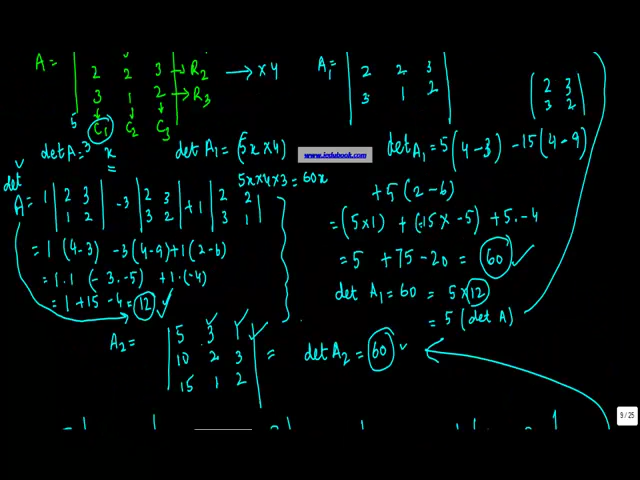 A = 2 2 3 → R2 → x 4 A1 = 2 2 3
3 1 2 → R3 3 1 2
2 3
3 2
5 C1 C2 C3
det A = 3 x det A1 = (5x x 4) www.iedubook.com det A1 = 5 (4-3) -15 (4-9)
5x x 4 x 3 = 60x
det A = 1 | 2 3 | -3 | 2 3 | +1 | 2 2 | + 5 (2-6)
| 1 2 | | 3 2 | | 3 1 |
= (5x1) + (-15 x -5) + 5.-4
= 1 (4-3) -3 (4-9) +1 (2-6)
= 5 + 75 - 20 = 60 ✓
= 1.1 (-3.-5) + 1.(-4)
det A1 = 60 = 5 x 12
= 1 + 15 - 4 = 12 ✓
= 5 (det A)
A2 = 5 3 1
10 2 3 = det A2 = 60 ✓
15 1 2
9 / 25